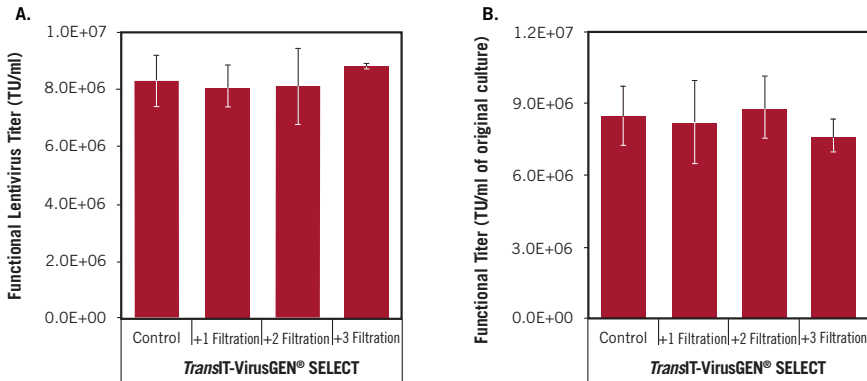 A.
Functional Lentivirus Titer (TU/ml)
1.0E+07
8.0E+06
6.0E+06
4.0E+06
2.0E+06
0.0E+00
Control
+1 Filtration
+2 Filtration
+3 Filtration
TransIT-VirusGEN® SELECT
B.
Functional Titer (TU/ml of original culture)
1.2E+07
9.0E+06
6.0E+06
3.0E+06
0.0E+00
Control
+1 Filtration
+2 Filtration
+3 Filtration
TransIT-VirusGEN® SELECT